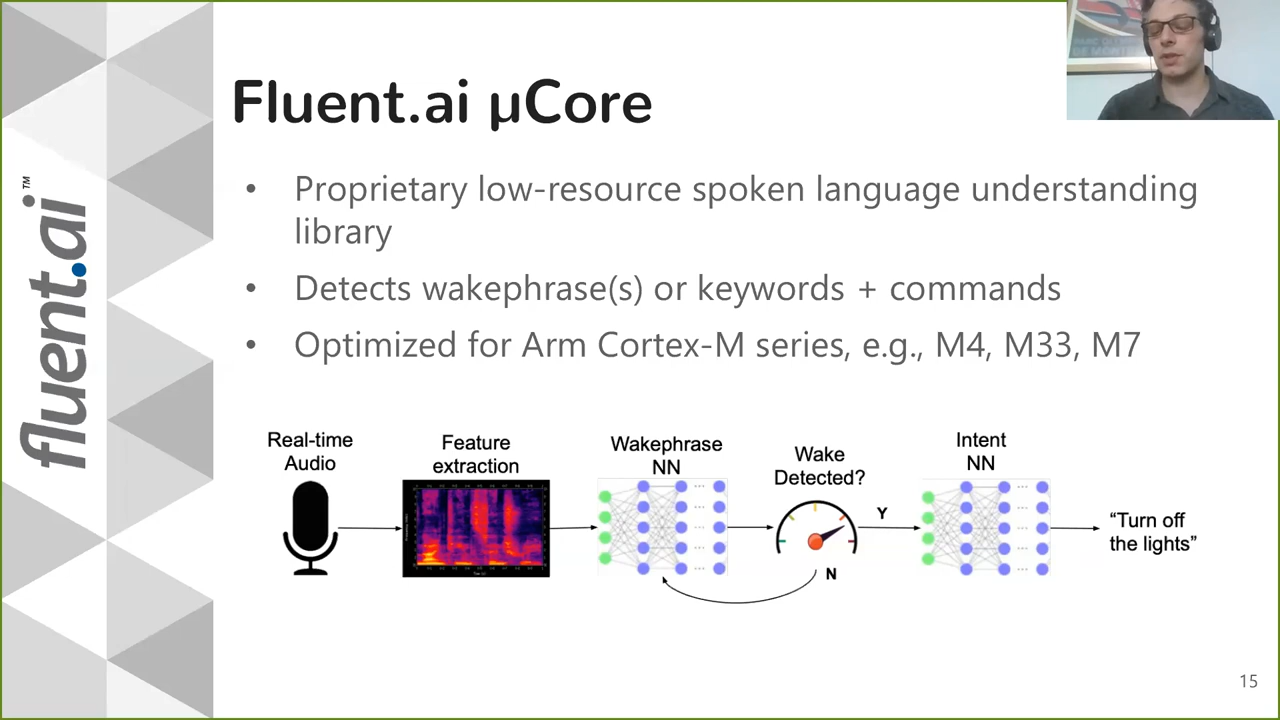 Fluent.ai µCore
• Proprietary low-resource spoken language understanding
library
• Detects wakephrase(s) or keywords + commands
• Optimized for Arm Cortex-M series, e.g., M4, M33, M7
Real-time
Audio
Feature
extraction
Wakephrase
NN
Wake
Detected?
Y
N
Intent
NN
“Turn off
the lights”
fluent.ai™
15